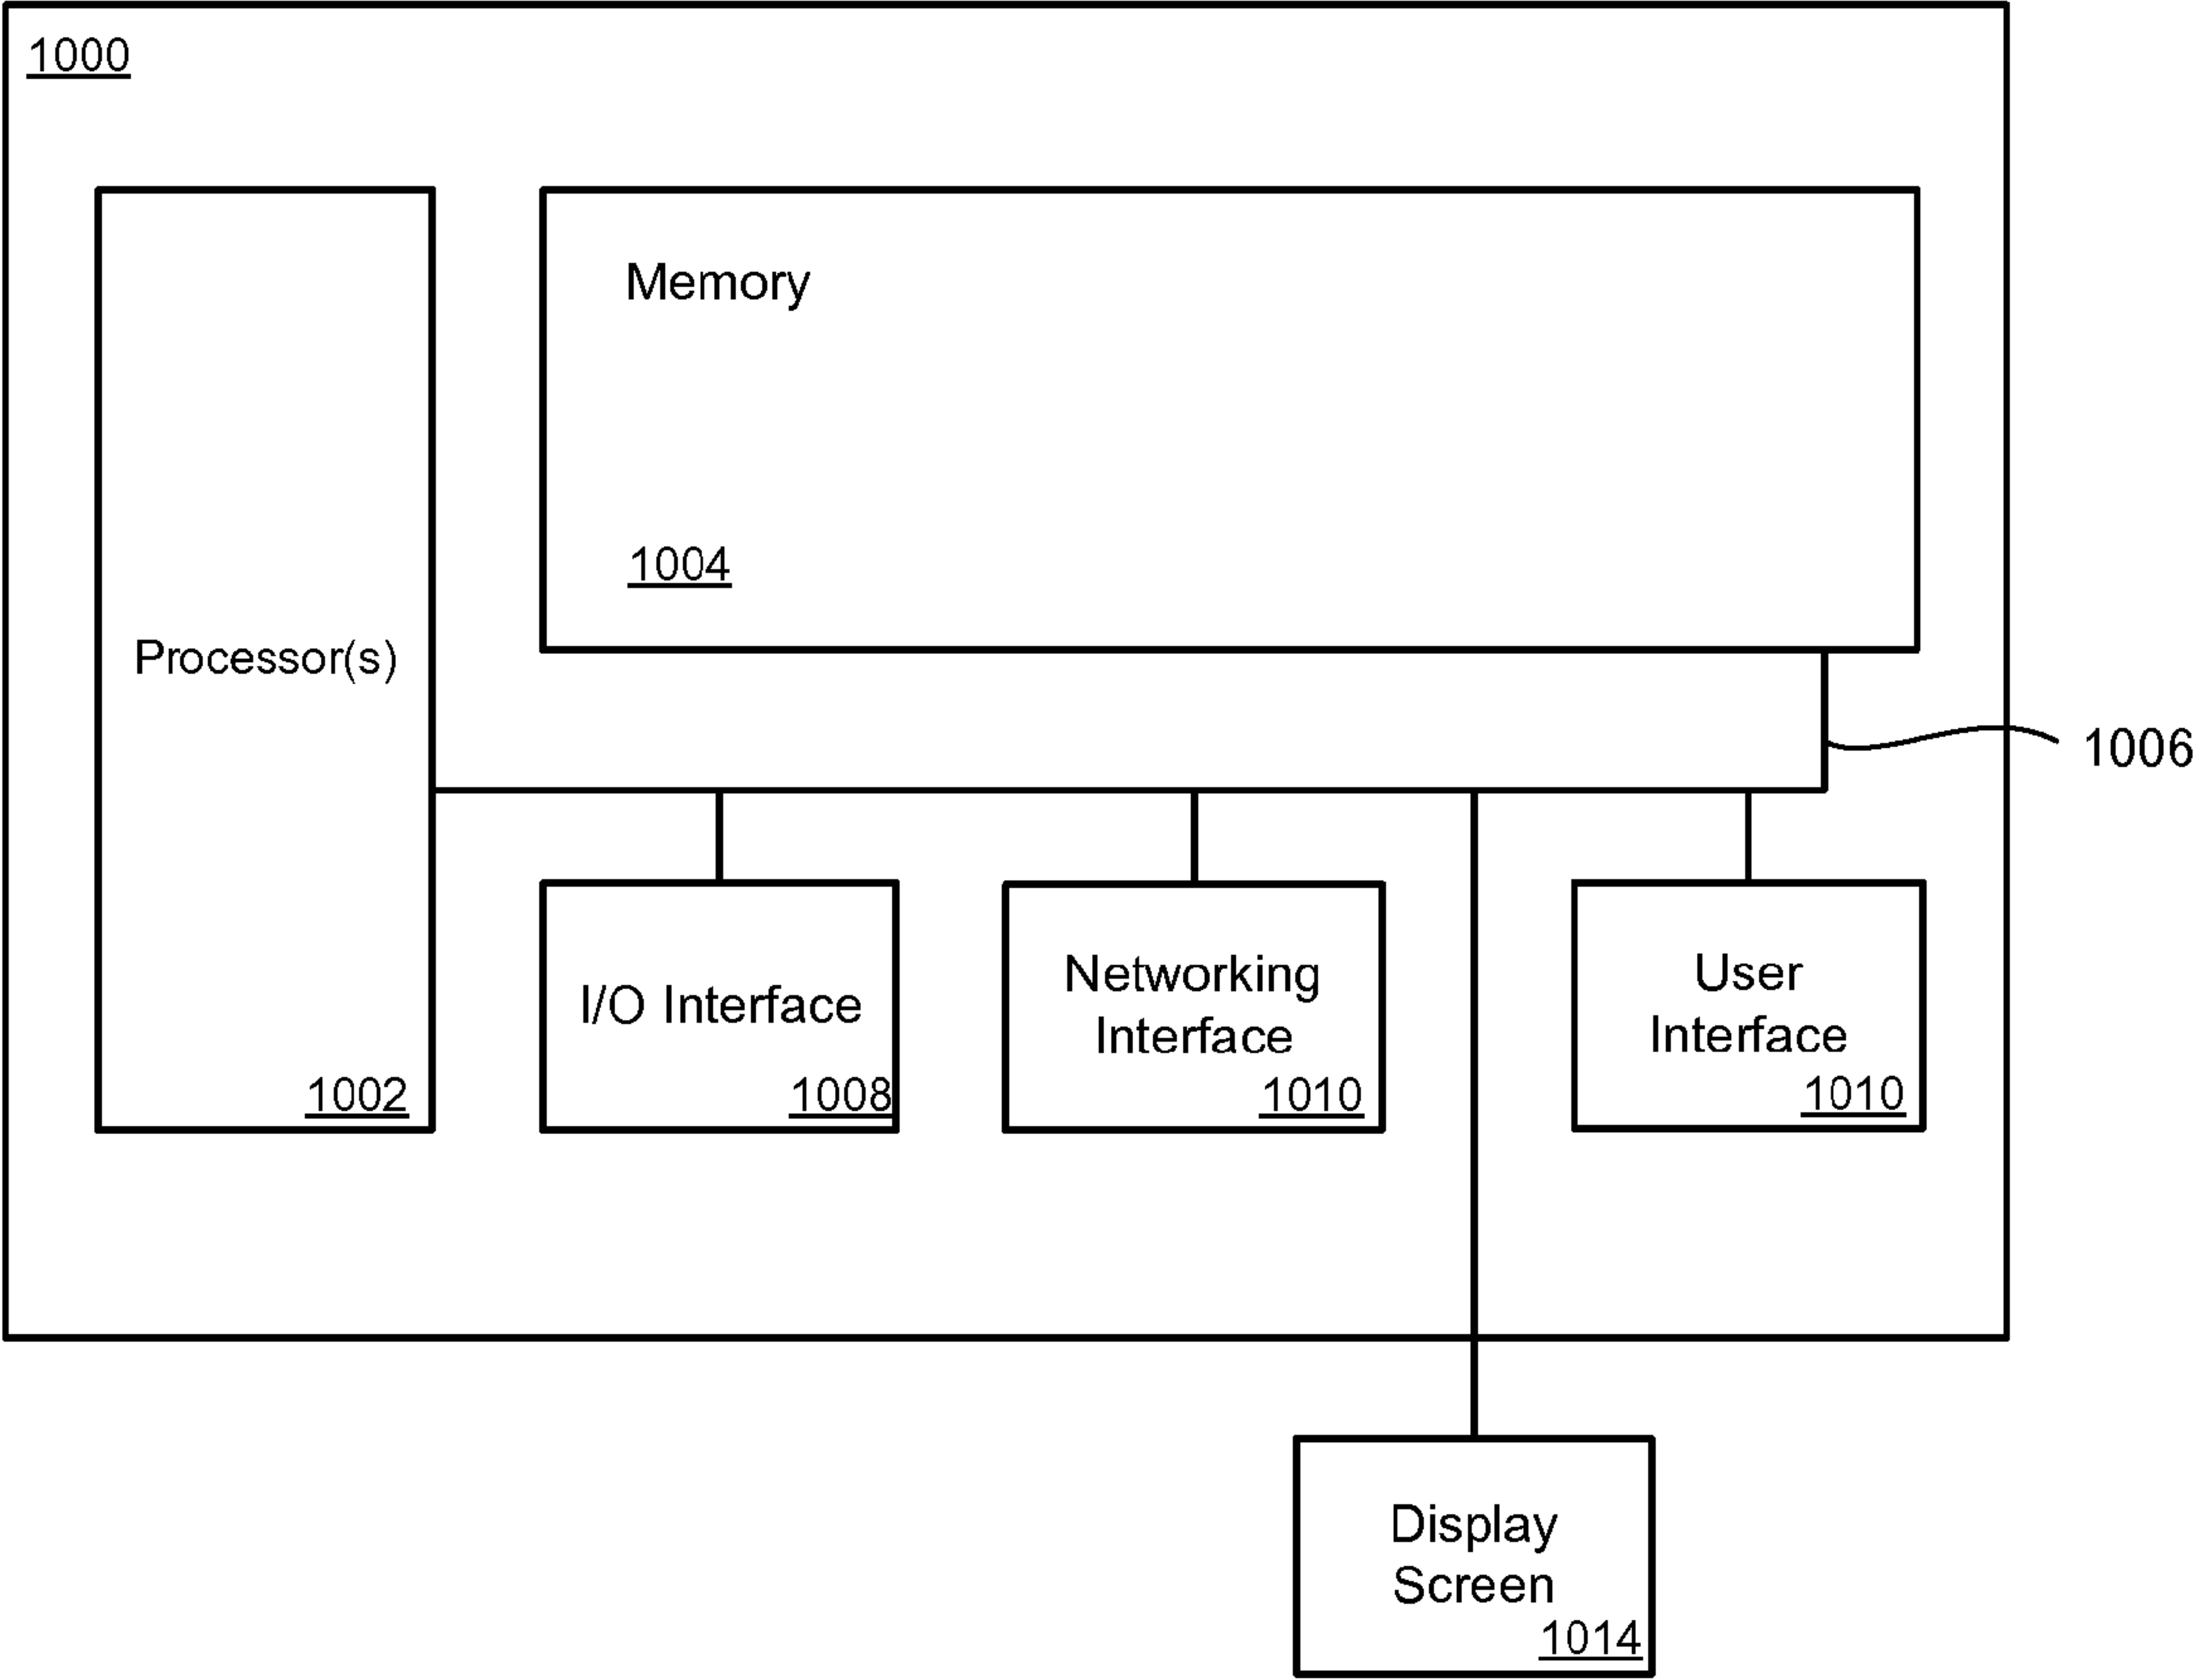 1000
Memory
1004
Processor(s)
1002
1006
I/O Interface
1008
Networking
Interface
1010
User
Interface
1010
Display
Screen
1014